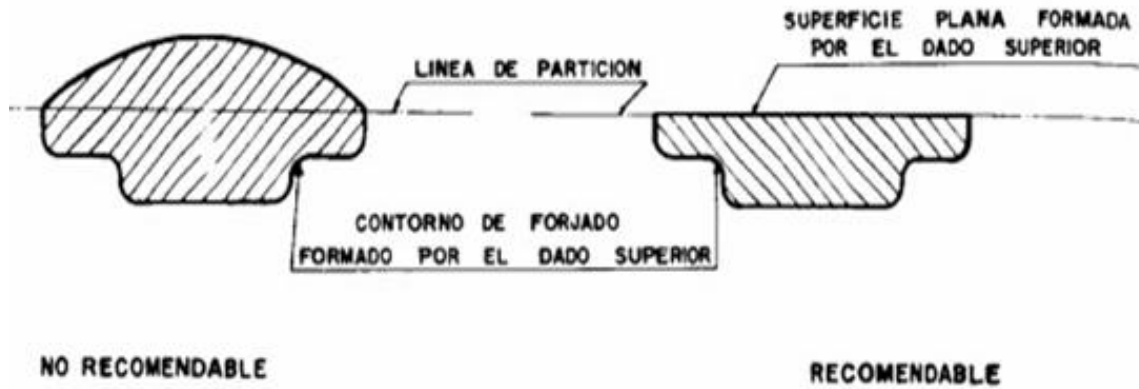 SUPERFICIE PLANA FORMADA
POR EL DADO SUPERIOR
LINEA DE PARTICION
CONTORNO DE FORJADO
FORMADO POR EL DADO SUPERIOR
NO RECOMENDABLE
RECOMENDABLE